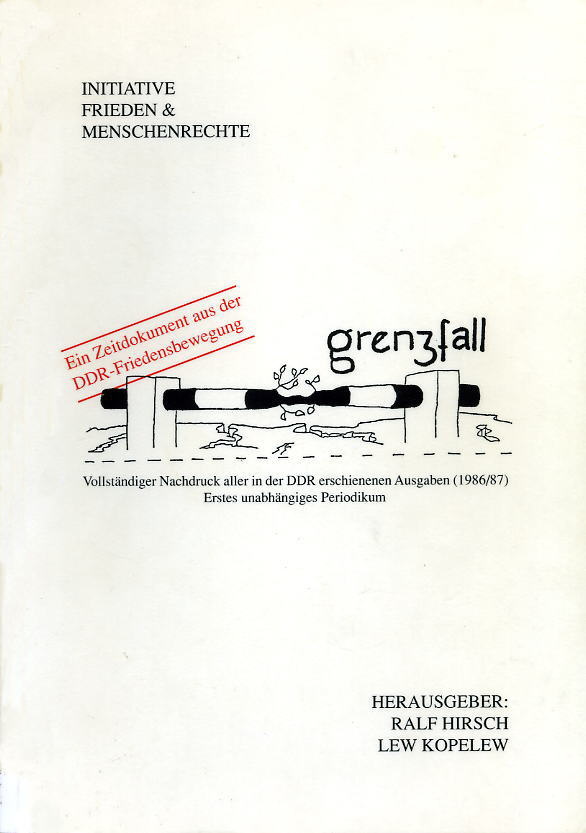 INITIATIVE
FRIEDEN &
MENSCHENRECHTE
Ein Zeitdokument aus der
DDR-Friedensbewegung
grenzfall
Vollständiger Nachdruck aller in der DDR erschienenen Ausgaben (1986/87)
Erstes unabhängiges Periodikum
HERAUSGEBER:
RALF HIRSCH
LEW KOPELEW